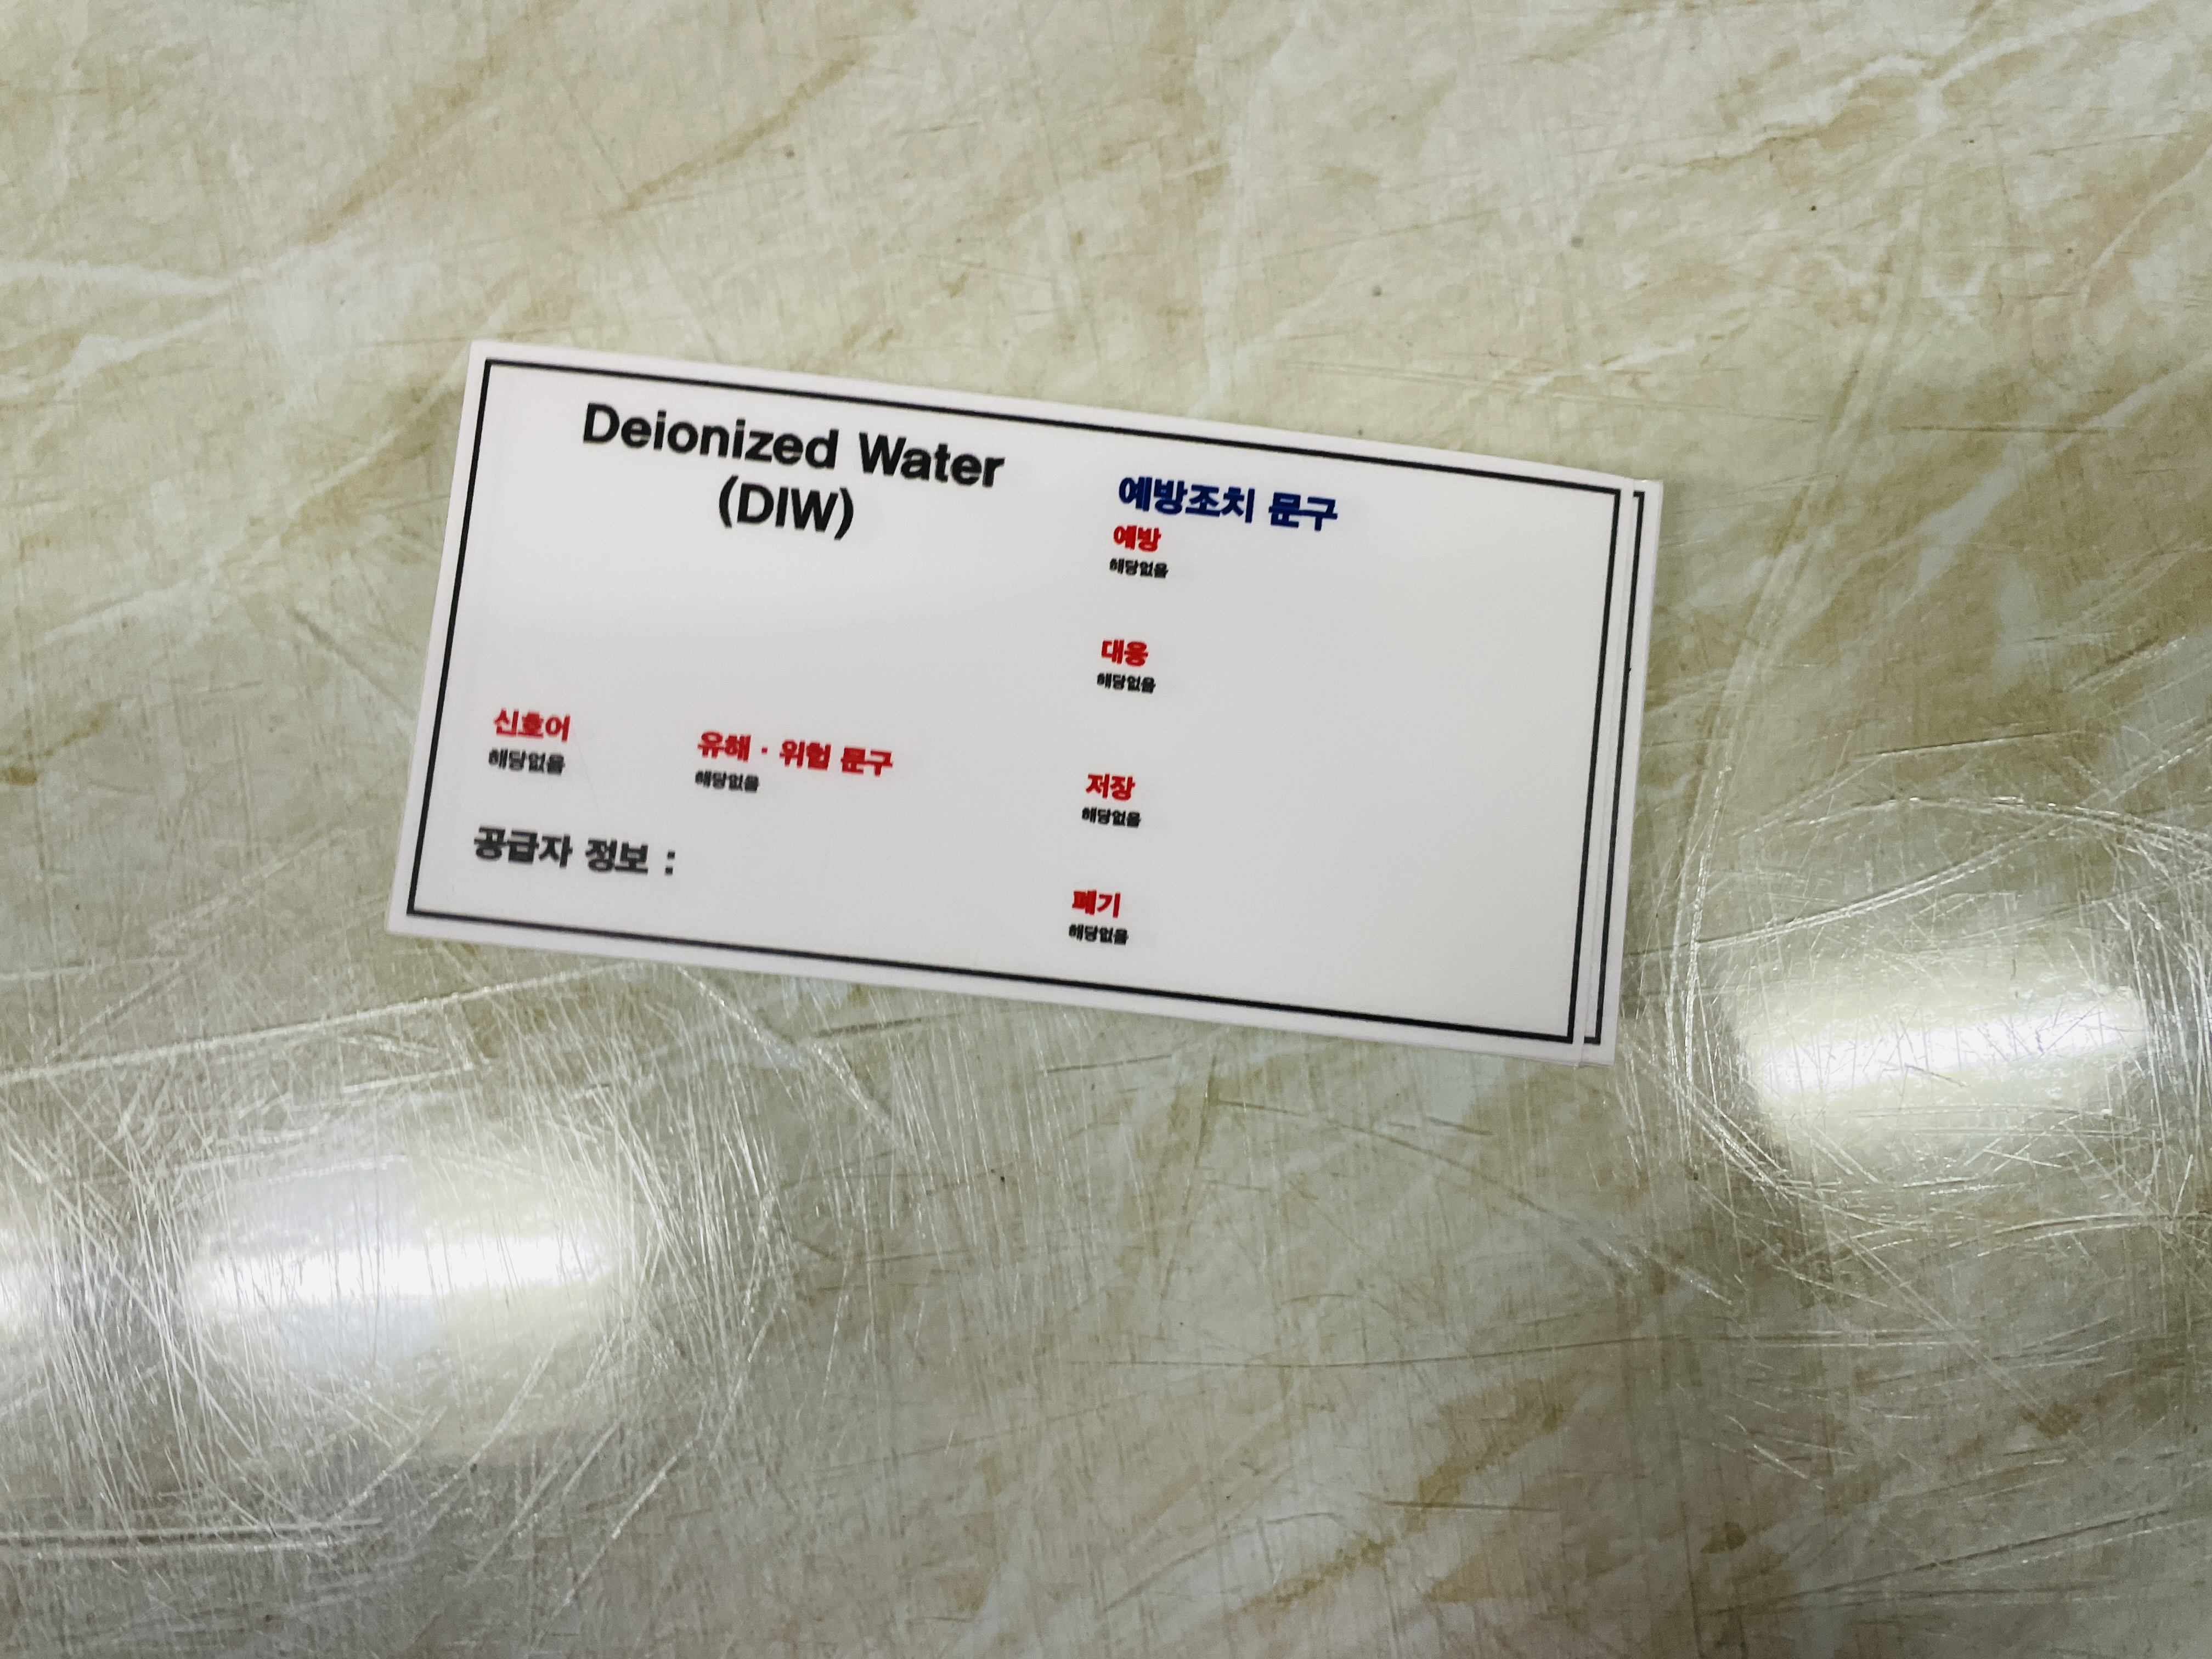 Deionized Water
(DIW)
신호어
해당없음
유해 · 위험 문구
해당없음
공급자 정보 :
예방조치 문구
예방
해당없음
대응
해당없음
저장
해당없음
폐기
해당없음